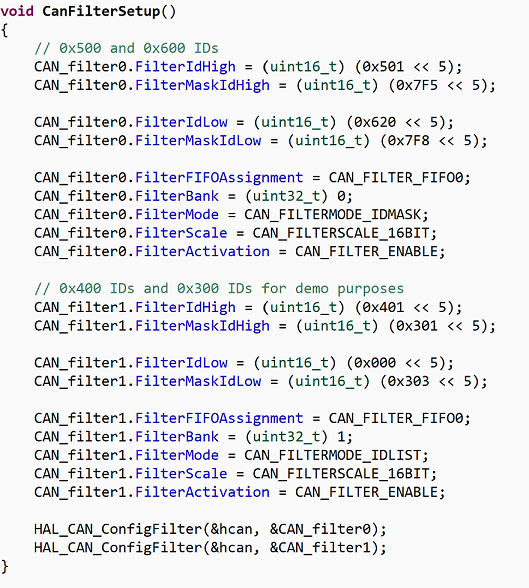 void CanFilterSetup()
{
    // 0x500 and 0x600 IDs
    CAN_filter0.FilterIdHigh = (uint16_t) (0x501 << 5);
    CAN_filter0.FilterMaskIdHigh = (uint16_t) (0x7F5 << 5);

    CAN_filter0.FilterIdLow = (uint16_t) (0x620 << 5);
    CAN_filter0.FilterMaskIdLow = (uint16_t) (0x7F8 << 5);

    CAN_filter0.FilterFIFOAssignment = CAN_FILTER_FIFO0;
    CAN_filter0.FilterBank = (uint32_t) 0;
    CAN_filter0.FilterMode = CAN_FILTERMODE_IDMASK;
    CAN_filter0.FilterScale = CAN_FILTERSCALE_16BIT;
    CAN_filter0.FilterActivation = CAN_FILTER_ENABLE;

    // 0x400 IDs and 0x300 IDs for demo purposes
    CAN_filter1.FilterIdHigh = (uint16_t) (0x401 << 5);
    CAN_filter1.FilterMaskIdHigh = (uint16_t) (0x301 << 5);

    CAN_filter1.FilterIdLow = (uint16_t) (0x000 << 5);
    CAN_filter1.FilterMaskIdLow = (uint16_t) (0x303 << 5);

    CAN_filter1.FilterFIFOAssignment = CAN_FILTER_FIFO0;
    CAN_filter1.FilterBank = (uint32_t) 1;
    CAN_filter1.FilterMode = CAN_FILTERMODE_IDLIST;
    CAN_filter1.FilterScale = CAN_FILTERSCALE_16BIT;
    CAN_filter1.FilterActivation = CAN_FILTER_ENABLE;

    HAL_CAN_ConfigFilter(&hcan, &CAN_filter0);
    HAL_CAN_ConfigFilter(&hcan, &CAN_filter1);
}